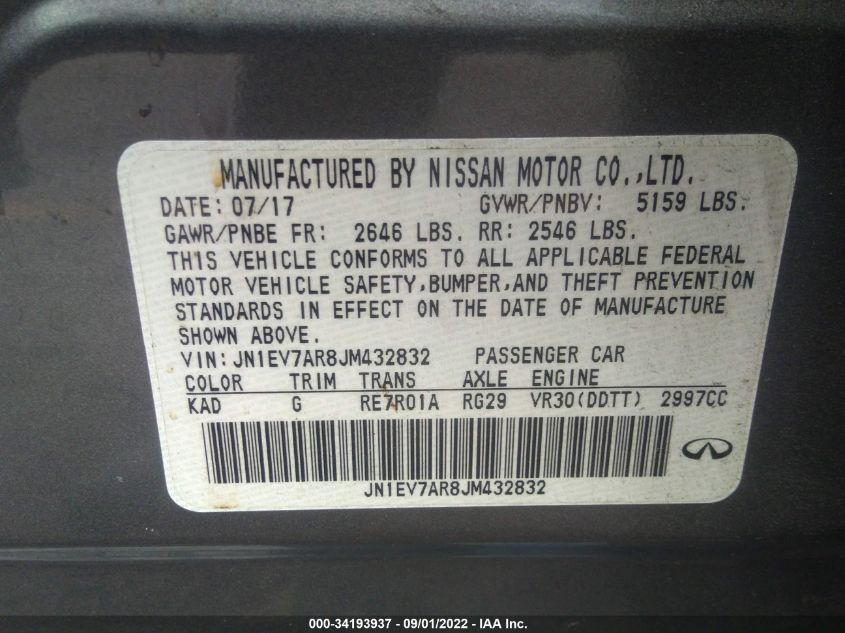 MANUFACTURED BY NISSAN MOTOR CO.,LTD.
DATE: 07/17 GVWR/PNBV: 5159 LBS.
GAWR/PNBE FR: 2646 LBS. RR: 2546 LBS.
THIS VEHICLE CONFORMS TO ALL APPLICABLE FEDERAL
MOTOR VEHICLE SAFETY,BUMPER,AND THEFT PREVENTION
STANDARDS IN EFFECT ON THE DATE OF MANUFACTURE
SHOWN ABOVE.
VIN: JN1EV7AR8JM432832 PASSENGER CAR
COLOR TRIM TRANS AXLE ENGINE
KAD G RE7R01A RG29 VR30(DDTT) 2997CC
JN1EV7AR8JM432832
000-34193937 - 09/01/2022 - IAA Inc.